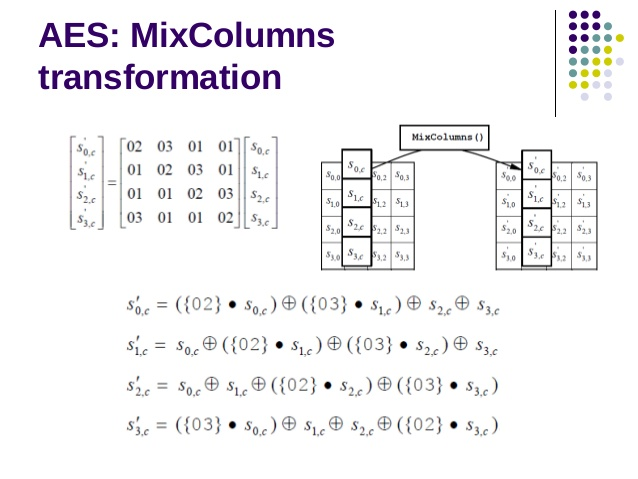 AES: MixColumns
transformation
MixColumns()
s'0,c 02 03 01 01 s0,c
s'1,c = 01 02 03 01 s1,c
s'2,c 01 01 02 03 s2,c
s'3,c 03 01 01 02 s3,c
s0,0 s0,c s0,2 s0,3 s'0,0 s'0,c s'0,2 s'0,3
s1,0 s1,c s1,2 s1,3 s'1,0 s'1,c s'1,2 s'1,3
s2,0 s2,c s2,2 s2,3 s'2,0 s'2,c s'2,2 s'2,3
s3,0 s3,c s3,2 s3,3 s'3,0 s'3,c s'3,2 s'3,3
s′0,c = ({02} • s0,c) ⊕ ({03} • s1,c) ⊕ s2,c ⊕ s3,c
s′1,c = s0,c ⊕ ({02} • s1,c) ⊕ ({03} • s2,c) ⊕ s3,c
s′2,c = s0,c ⊕ s1,c ⊕ ({02} • s2,c) ⊕ ({03} • s3,c)
s′3,c = ({03} • s0,c) ⊕ s1,c ⊕ s2,c ⊕ ({02} • s3,c)